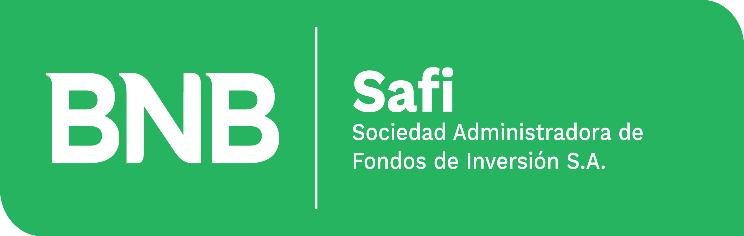 BNB
Safi
Sociedad Administradora de
Fondos de Inversión S.A.